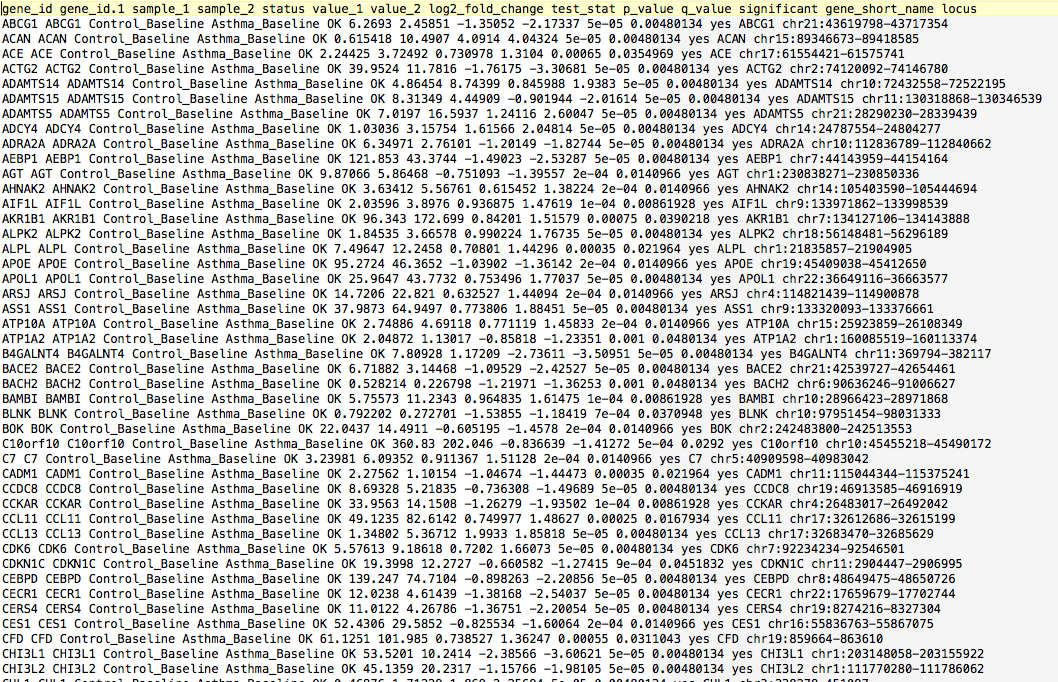 gene_id gene_id.1 sample_1 sample_2 status value_1 value_2 log2_fold_change test_stat p_value q_value significant gene_short_name locus
ABCG1 ABCG1 Control_Baseline Asthma_Baseline OK 6.2693 2.45851 -1.35052 -2.17337 5e-05 0.00480134 yes ABCG1 chr21:43619798-43717354
ACAN ACAN Control_Baseline Asthma_Baseline OK 0.615418 10.4907 4.0914 4.04324 5e-05 0.00480134 yes ACAN chr15:89346673-89418585
ACE ACE Control_Baseline Asthma_Baseline OK 2.24425 3.72492 0.730978 1.3104 0.00065 0.0354969 yes ACE chr17:61554421-61575741
ACTG2 ACTG2 Control_Baseline Asthma_Baseline OK 39.9524 11.7816 -1.76175 -3.30681 5e-05 0.00480134 yes ACTG2 chr2:74120092-74146780
ADAMTS14 ADAMTS14 Control_Baseline Asthma_Baseline OK 4.86454 8.74399 0.845988 1.9383 5e-05 0.00480134 yes ADAMTS14 chr10:72432558-72522195
ADAMTS15 ADAMTS15 Control_Baseline Asthma_Baseline OK 8.31349 4.44909 -0.901944 -2.01614 5e-05 0.00480134 yes ADAMTS15 chr11:130318868-130346539
ADAMTS5 ADAMTS5 Control_Baseline Asthma_Baseline OK 7.0197 16.5937 1.24116 2.60047 5e-05 0.00480134 yes ADAMTS5 chr21:28290230-28339439
ADCY4 ADCY4 Control_Baseline Asthma_Baseline OK 1.03036 3.15754 1.61566 2.04814 5e-05 0.00480134 yes ADCY4 chr14:24787554-24804277
ADRA2A ADRA2A Control_Baseline Asthma_Baseline OK 6.34971 2.76101 -1.20149 -1.82744 5e-05 0.00480134 yes ADRA2A chr10:112836789-112840662
AEBP1 AEBP1 Control_Baseline Asthma_Baseline OK 121.853 43.3744 -1.49023 -2.53287 5e-05 0.00480134 yes AEBP1 chr7:44143959-44154164
AGT AGT Control_Baseline Asthma_Baseline OK 9.87066 5.86468 -0.751093 -1.39557 2e-04 0.0140966 yes AGT chr1:230838271-230850336
AHNAK2 AHNAK2 Control_Baseline Asthma_Baseline OK 3.63412 5.56761 0.615452 1.38224 2e-04 0.0140966 yes AHNAK2 chr14:105403590-105444694
AIF1L AIF1L Control_Baseline Asthma_Baseline OK 2.03596 3.8976 0.936875 1.47619 1e-04 0.00861928 yes AIF1L chr9:133971862-133998539
AKR1B1 AKR1B1 Control_Baseline Asthma_Baseline OK 96.343 172.699 0.84201 1.51579 0.00075 0.0390218 yes AKR1B1 chr7:134127106-134143888
ALPK2 ALPK2 Control_Baseline Asthma_Baseline OK 1.84535 3.66578 0.990224 1.76735 5e-05 0.00480134 yes ALPK2 chr18:56148481-56296189
ALPL ALPL Control_Baseline Asthma_Baseline OK 7.49647 12.2458 0.70801 1.44296 0.00035 0.021964 yes ALPL chr1:21835857-21904905
APOE APOE Control_Baseline Asthma_Baseline OK 95.2724 46.3652 -1.03902 -1.36142 2e-04 0.0140966 yes APOE chr19:45409038-45412650
APOL1 APOL1 Control_Baseline Asthma_Baseline OK 25.9647 43.7732 0.753496 1.77037 5e-05 0.00480134 yes APOL1 chr22:36649116-36663577
ARSJ ARSJ Control_Baseline Asthma_Baseline OK 14.7206 22.821 0.632527 1.44094 2e-04 0.0140966 yes ARSJ chr4:114821439-114900878
ASS1 ASS1 Control_Baseline Asthma_Baseline OK 37.9873 64.9497 0.773806 1.88451 5e-05 0.00480134 yes ASS1 chr9:133320093-133376661
ATP10A ATP10A Control_Baseline Asthma_Baseline OK 2.74886 4.69118 0.771119 1.45833 2e-04 0.0140966 yes ATP10A chr15:25923859-26108349
ATP1A2 ATP1A2 Control_Baseline Asthma_Baseline OK 2.04872 1.13017 -0.85818 -1.23351 0.001 0.0480134 yes ATP1A2 chr1:160085519-160113374
B4GALNT4 B4GALNT4 Control_Baseline Asthma_Baseline OK 7.80928 1.17209 -2.73611 -3.50951 5e-05 0.00480134 yes B4GALNT4 chr11:369794-382117
BACE2 BACE2 Control_Baseline Asthma_Baseline OK 6.71882 3.14468 -1.09529 -2.42527 5e-05 0.00480134 yes BACE2 chr21:42539727-42654461
BACH2 BACH2 Control_Baseline Asthma_Baseline OK 0.528214 0.226798 -1.21971 -1.36253 0.001 0.0480134 yes BACH2 chr6:90636246-91006627
BAMBI BAMBI Control_Baseline Asthma_Baseline OK 5.75573 11.2343 0.964835 1.61475 1e-04 0.00861928 yes BAMBI chr10:28966423-28971868
BLNK BLNK Control_Baseline Asthma_Baseline OK 0.792202 0.272701 -1.53855 -1.18419 7e-04 0.0370948 yes BLNK chr10:97951454-98031333
BOK BOK Control_Baseline Asthma_Baseline OK 22.0437 14.4911 -0.605195 -1.4578 2e-04 0.0140966 yes BOK chr2:242483800-242513553
C10orf10 C10orf10 Control_Baseline Asthma_Baseline OK 360.83 202.046 -0.836639 -1.41272 5e-04 0.0292 yes C10orf10 chr10:45455218-45490172
C7 C7 Control_Baseline Asthma_Baseline OK 3.23981 6.09352 0.911367 1.51128 2e-04 0.0140966 yes C7 chr5:40909598-40983042
CADM1 CADM1 Control_Baseline Asthma_Baseline OK 2.27562 1.10154 -1.04674 -1.44473 0.00035 0.021964 yes CADM1 chr11:115044344-115375241
CCDC8 CCDC8 Control_Baseline Asthma_Baseline OK 8.69328 5.21835 -0.736308 -1.49689 5e-05 0.00480134 yes CCDC8 chr19:46913585-46916919
CCKAR CCKAR Control_Baseline Asthma_Baseline OK 33.9563 14.1508 -1.26279 -1.93502 1e-04 0.00861928 yes CCKAR chr4:26483017-26492042
CCL11 CCL11 Control_Baseline Asthma_Baseline OK 49.1235 82.6142 0.749977 1.48627 0.00025 0.0167934 yes CCL11 chr17:32612686-32615199
CCL13 CCL13 Control_Baseline Asthma_Baseline OK 1.34802 5.36712 1.9933 1.85818 5e-05 0.00480134 yes CCL13 chr17:32683470-32685629
CDK6 CDK6 Control_Baseline Asthma_Baseline OK 5.57613 9.18618 0.7202 1.66073 5e-05 0.00480134 yes CDK6 chr7:92234234-92546501
CDKN1C CDKN1C Control_Baseline Asthma_Baseline OK 19.3998 12.2727 -0.660582 -1.27415 9e-04 0.0451832 yes CDKN1C chr11:2904447-2906995
CEBPD CEBPD Control_Baseline Asthma_Baseline OK 139.247 74.7104 -0.898263 -2.20856 5e-05 0.00480134 yes CEBPD chr8:48649475-48650726
CECR1 CECR1 Control_Baseline Asthma_Baseline OK 12.0238 4.61439 -1.38168 -2.54037 5e-05 0.00480134 yes CECR1 chr22:17659679-17702744
CERS4 CERS4 Control_Baseline Asthma_Baseline OK 11.0122 4.26786 -1.36751 -2.20054 5e-05 0.00480134 yes CERS4 chr19:8274216-8327304
CES1 CES1 Control_Baseline Asthma_Baseline OK 52.4306 29.5852 -0.825534 -1.60064 2e-04 0.0140966 yes CES1 chr16:55836763-55867075
CFD CFD Control_Baseline Asthma_Baseline OK 61.1251 101.985 0.738527 1.36247 0.00055 0.0311043 yes CFD chr19:859664-863610
CHI3L1 CHI3L1 Control_Baseline Asthma_Baseline OK 53.5201 10.2414 -2.38566 -3.60621 5e-05 0.00480134 yes CHI3L1 chr1:203148058-203155922
CHI3L2 CHI3L2 Control_Baseline Asthma_Baseline OK 45.1359 20.2317 -1.15766 -1.98105 5e-05 0.00480134 yes CHI3L2 chr1:111770280-111786062